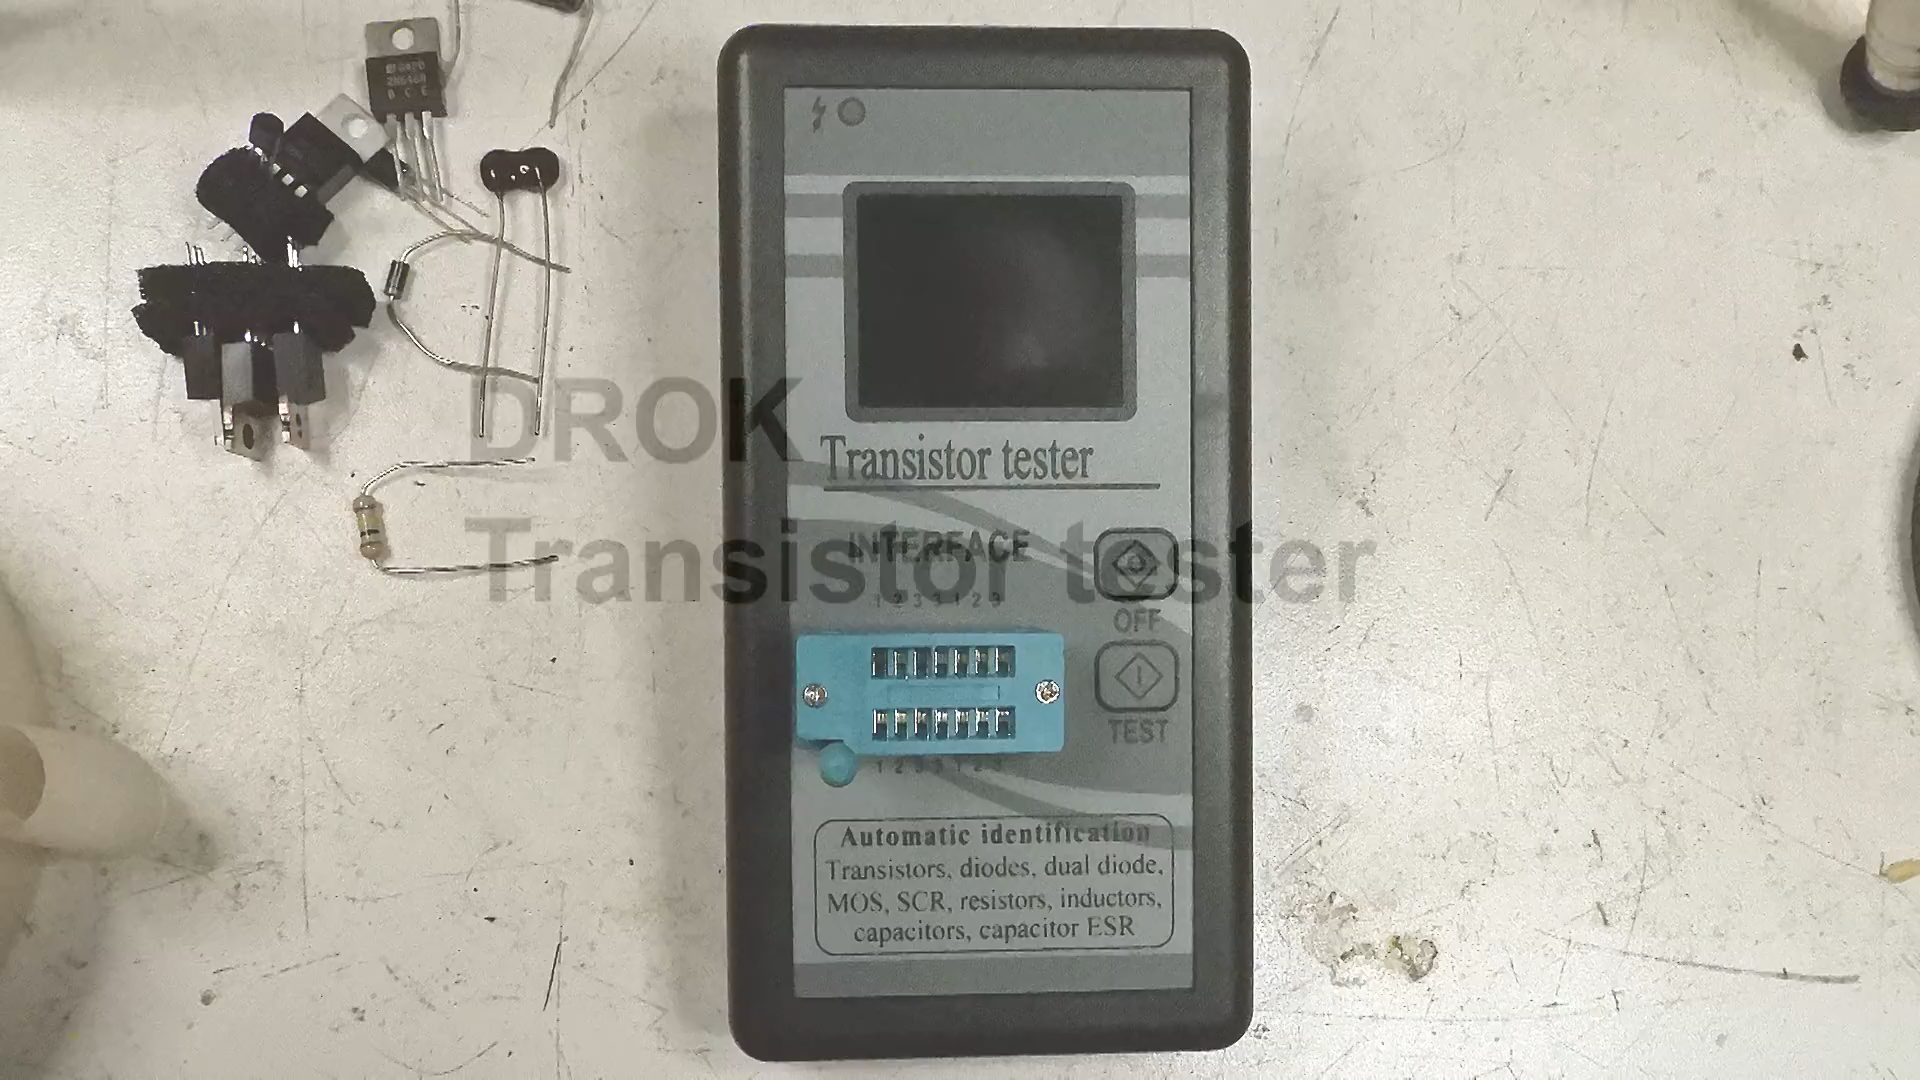 B C E
DROK
Transistor tester
Transistor tester
INTERFACE
1 2 3 3 1 2 3
OFF
TEST
1 2 3 3 1 2 3
Automatic identification
Transistors, diodes, dual diode,
MOS, SCR, resistors, inductors,
capacitors, capacitor ESR